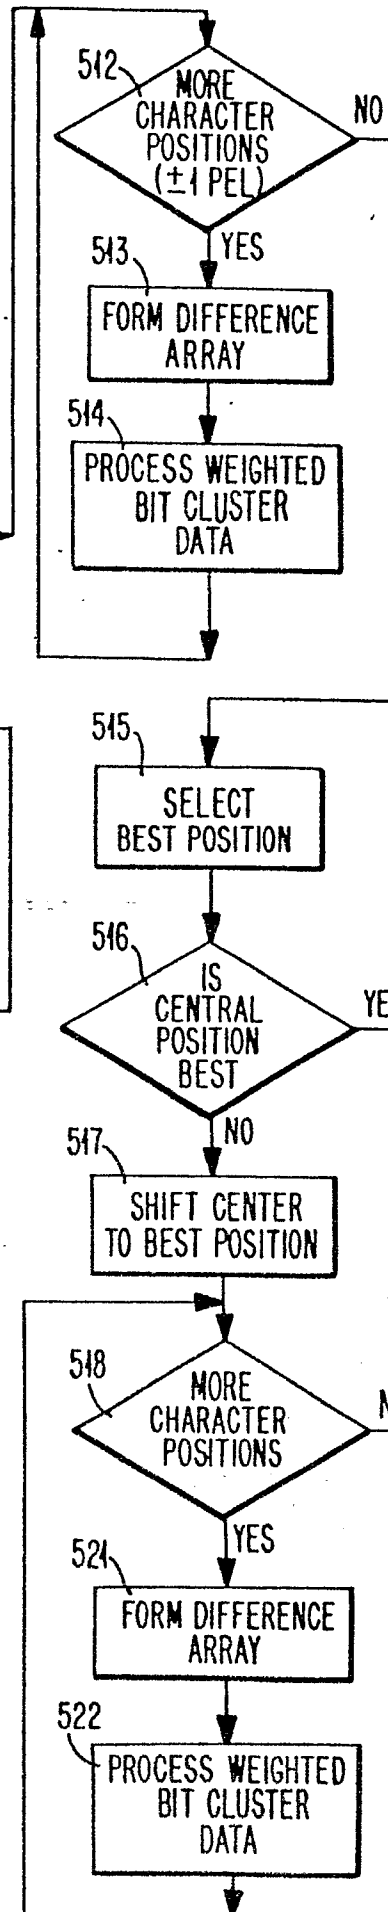 512
MORE
CHARACTER
POSITIONS
(±1 PEL)
NO
YES
513
FORM DIFFERENCE
ARRAY
514
PROCESS WEIGHTED
BIT CLUSTER
DATA
515
SELECT
BEST POSITION
516
IS
CENTRAL
POSITION
BEST
YE
NO
517
SHIFT CENTER
TO BEST POSITION
518
MORE
CHARACTER
POSITIONS
N
YES
521
FORM DIFFERENCE
ARRAY
522
PROCESS WEIGHTED
BIT CLUSTER
DATA